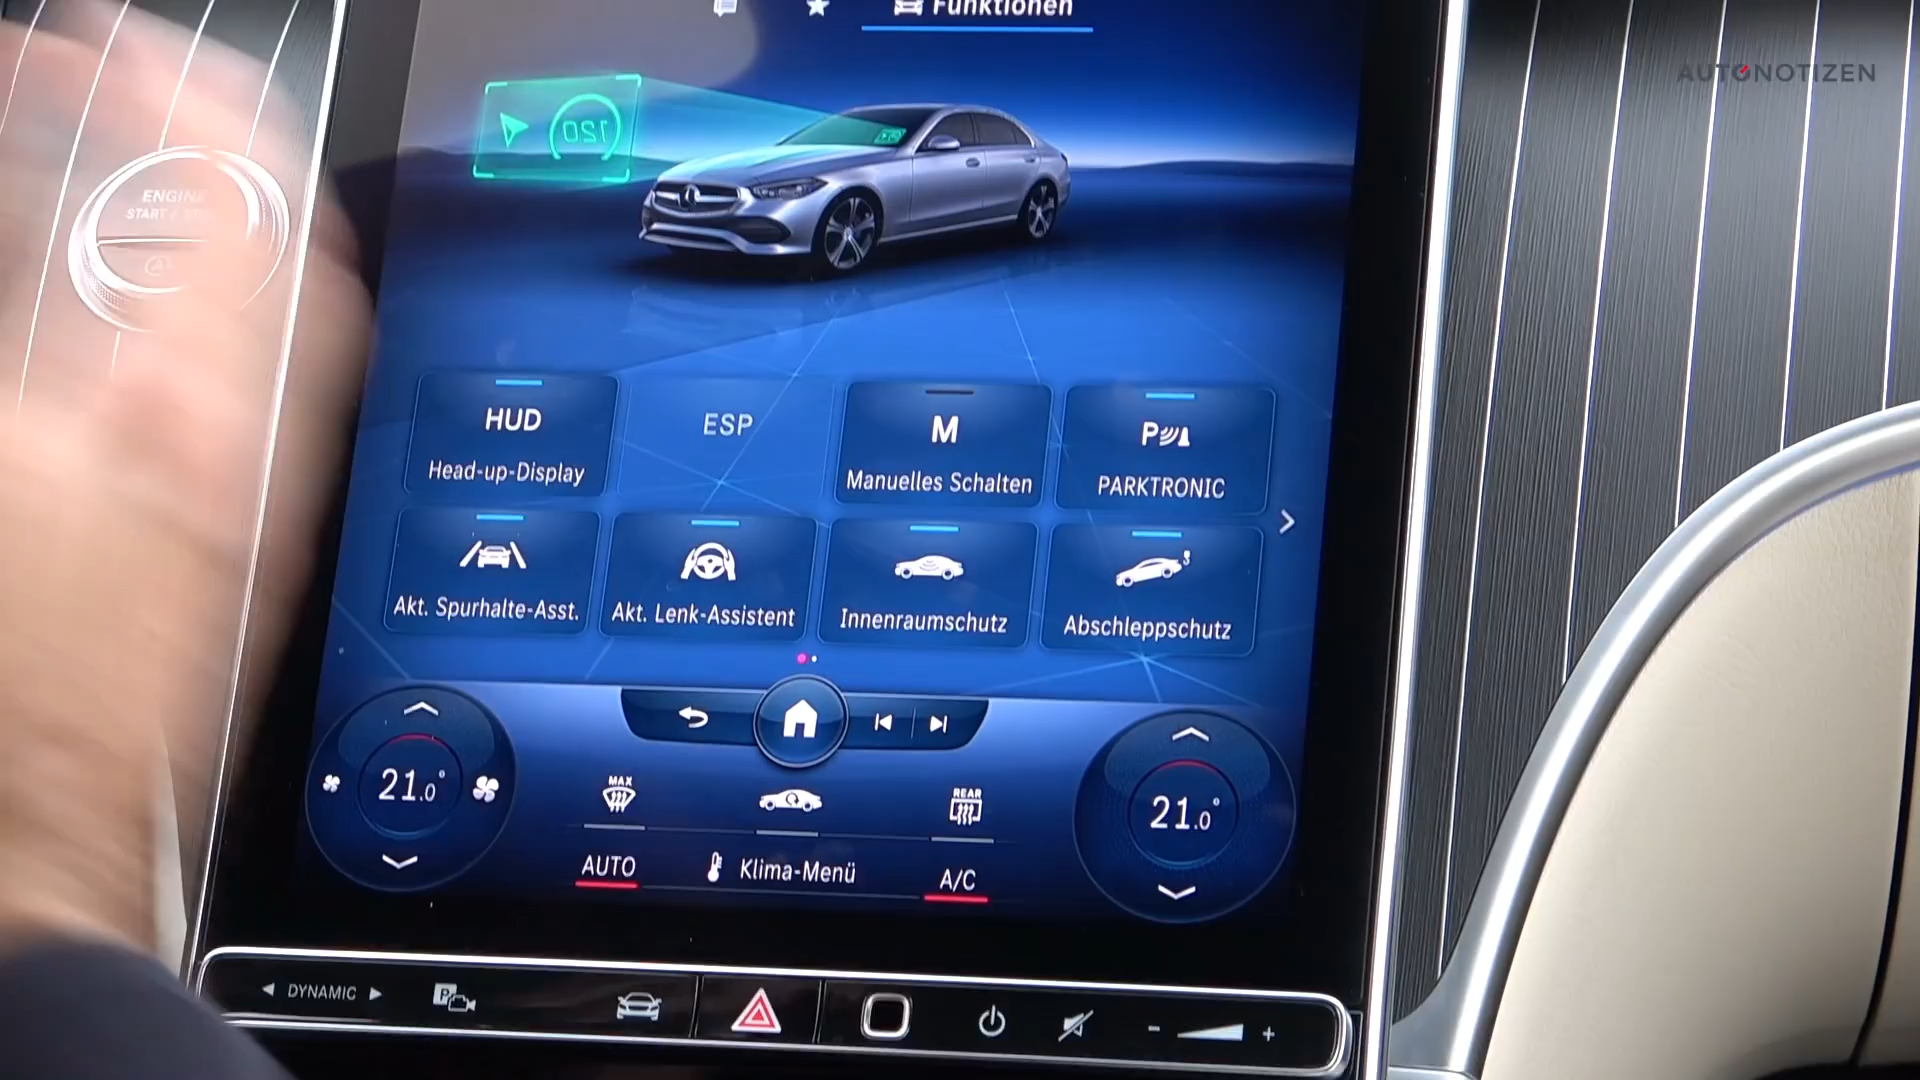 Funktionen
AUTONOTIZEN
120
ENGINE
START
HUD
Head-up-Display
ESP
M
Manuelles Schalten
P
PARKTRONIC
Akt. Spurhalte-Asst.
Akt. Lenk-Assistent
Innenraumschutz
Abschleppschutz
21.0°
MAX
REAR
21.0°
AUTO
Klima-Menü
A/C
DYNAMIC
P
- +